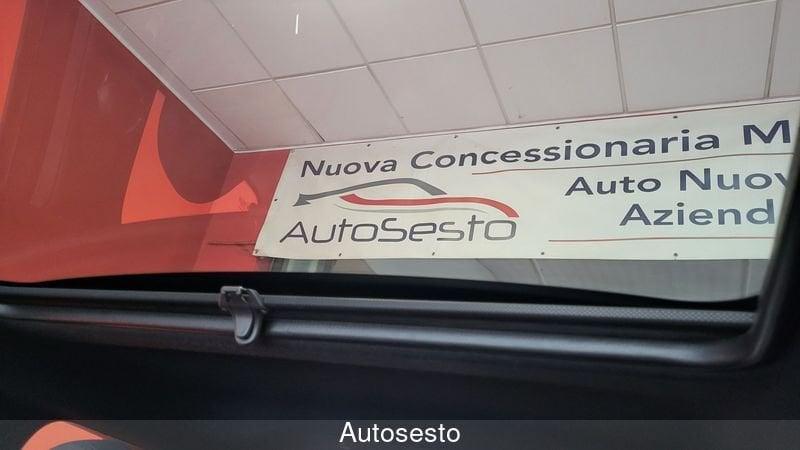 Nuova Concessionaria M
Auto Nuov
Aziend
AutoSesto
Autosesto